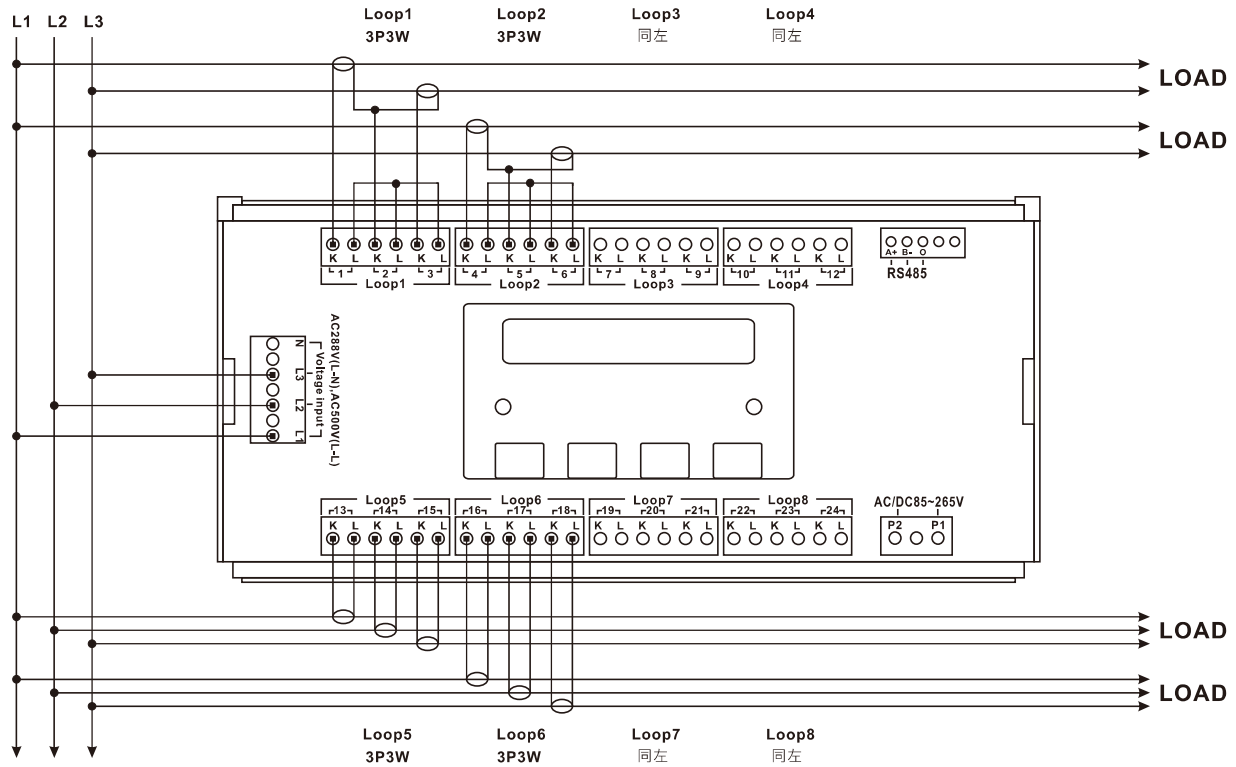 L1 L2 L3
Loop1 Loop2 Loop3 Loop4
3P3W 3P3W 同左 同左
LOAD
LOAD
K L K L K L K L K L K L K L K L K L K L K L K L
1 2 3 4 5 6 7 8 9 10 11 12
Loop1 Loop2 Loop3 Loop4
A+ B- O
RS485
N L3 L2 L1
Voltage input
AC288V(L-N),AC500V(L-L)
Loop5 Loop6 Loop7 Loop8
13 14 15 16 17 18 19 20 21 22 23 24
K L K L K L K L K L K L K L K L K L K L K L K L
AC/DC85~265V
P2 P1
LOAD
LOAD
Loop5 Loop6 Loop7 Loop8
3P3W 3P3W 同左 同左